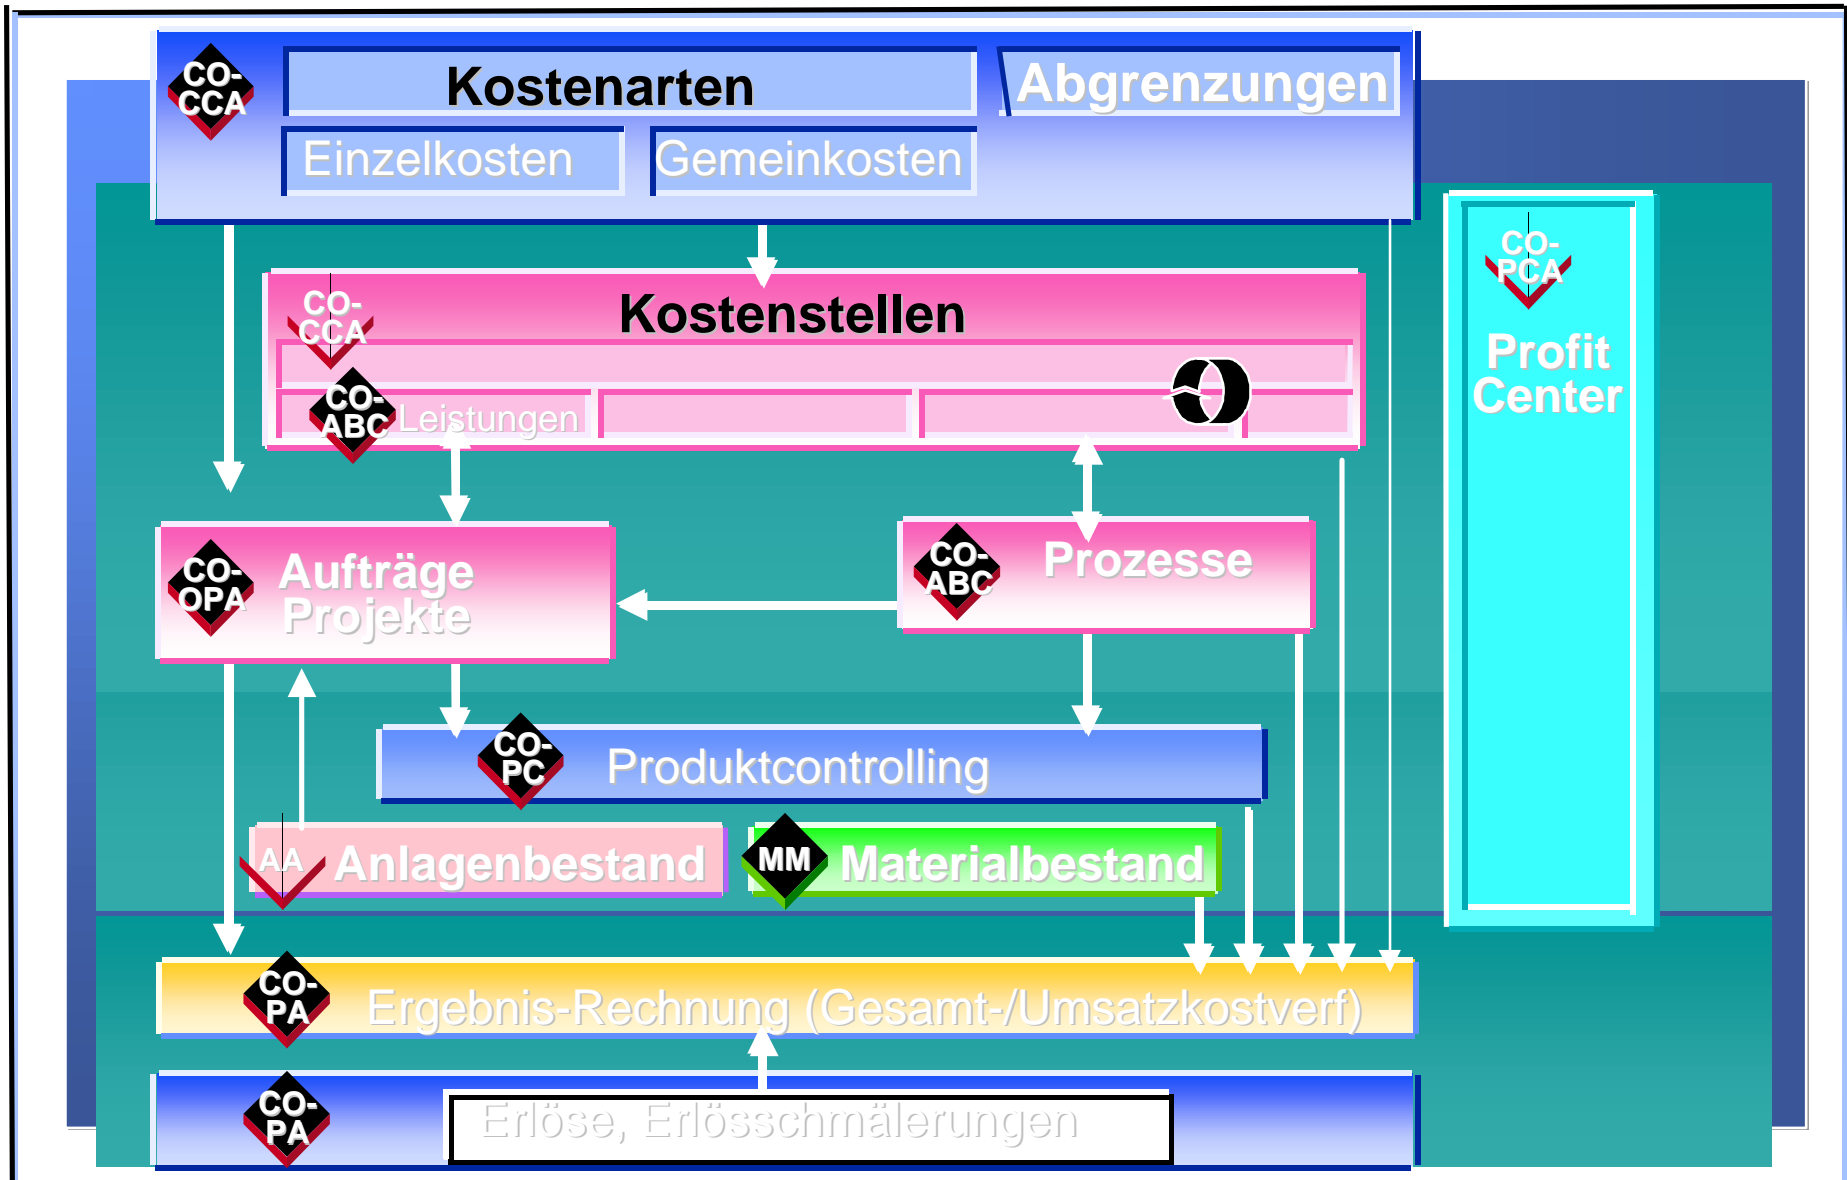 CO-
CCA
Kostenarten
Abgrenzungen
Einzelkosten
Gemeinkosten
CO-
CCA
Kostenstellen
CO-
PCA
Profit
Center
CO-
ABC
Leistungen
CO-
OPA
Aufträge
Projekte
CO-
ABC
Prozesse
CO-
PC
Produktcontrolling
AA
Anlagenbestand
MM
Materialbestand
CO-
PA
Ergebnis-Rechnung (Gesamt-/Umsatzkostverf)
CO-
PA
Erlöse, Erlösschmälerungen